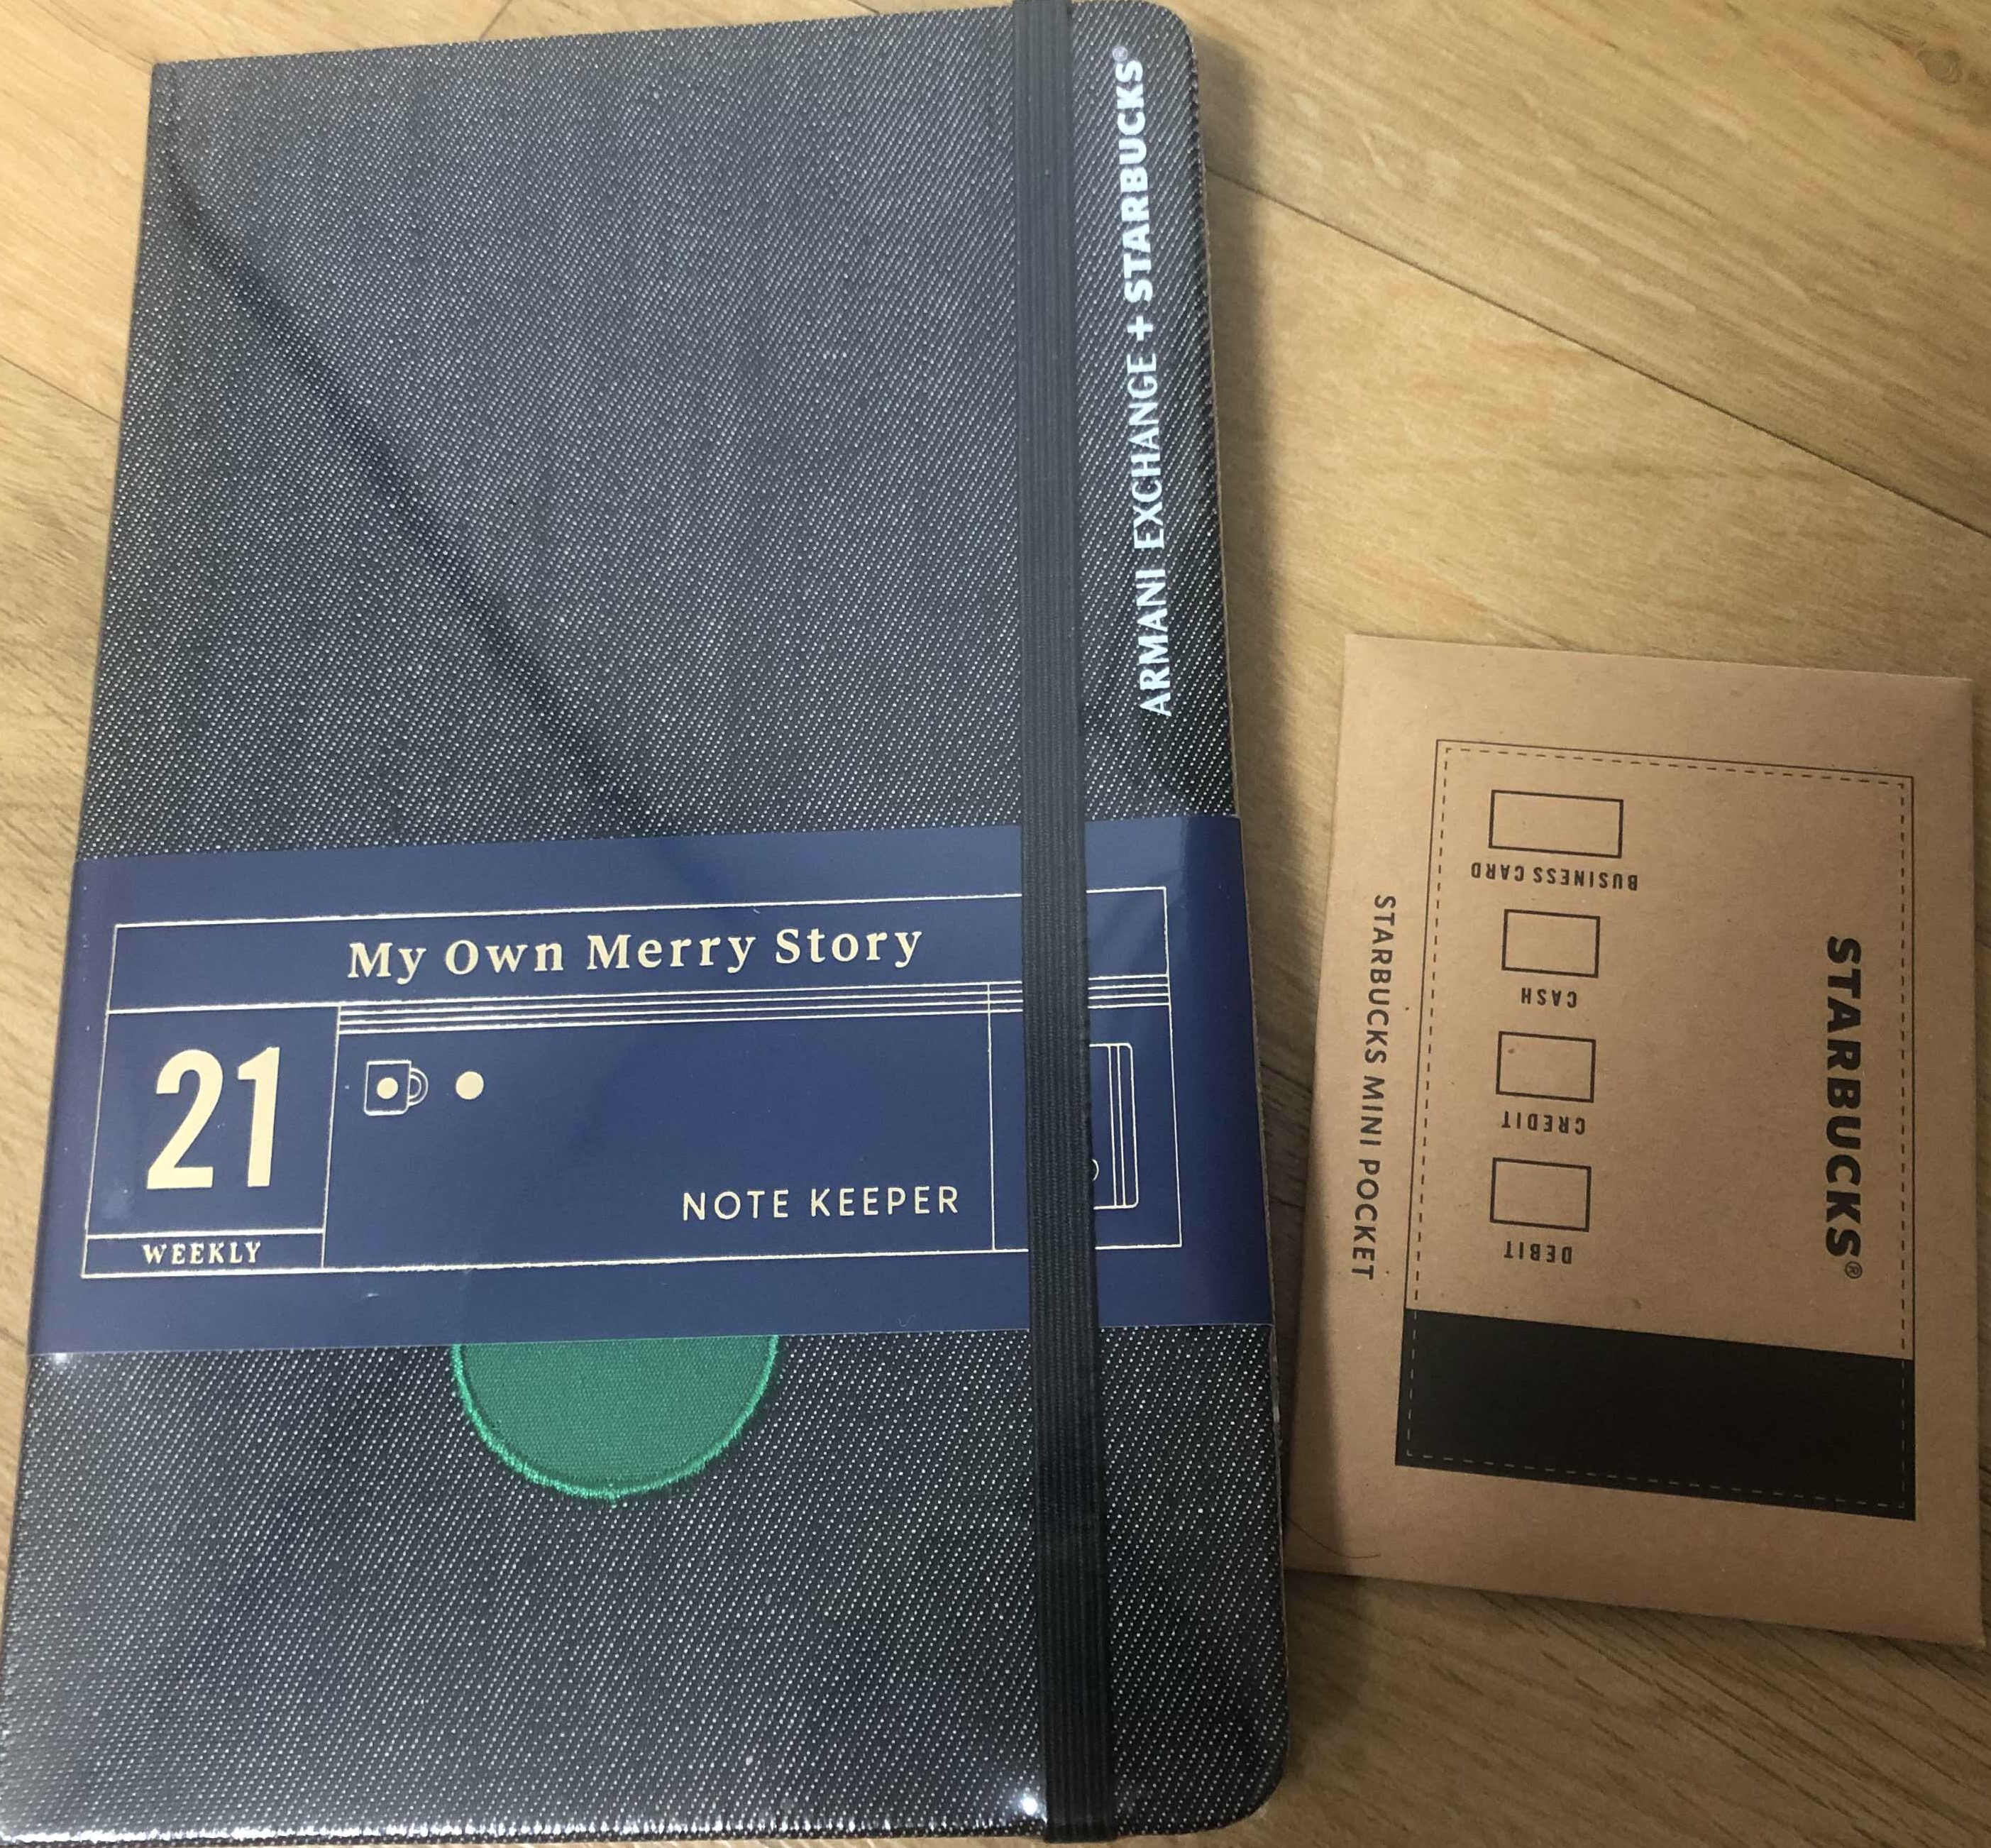 ARMANI EXCHANGE + STARBUCKS®
My Own Merry Story
21
WEEKLY
NOTE KEEPER
STARBUCKS MINI POCKET
BUSINESS CARD
CASH
CREDIT
DEBIT
STARBUCKS®